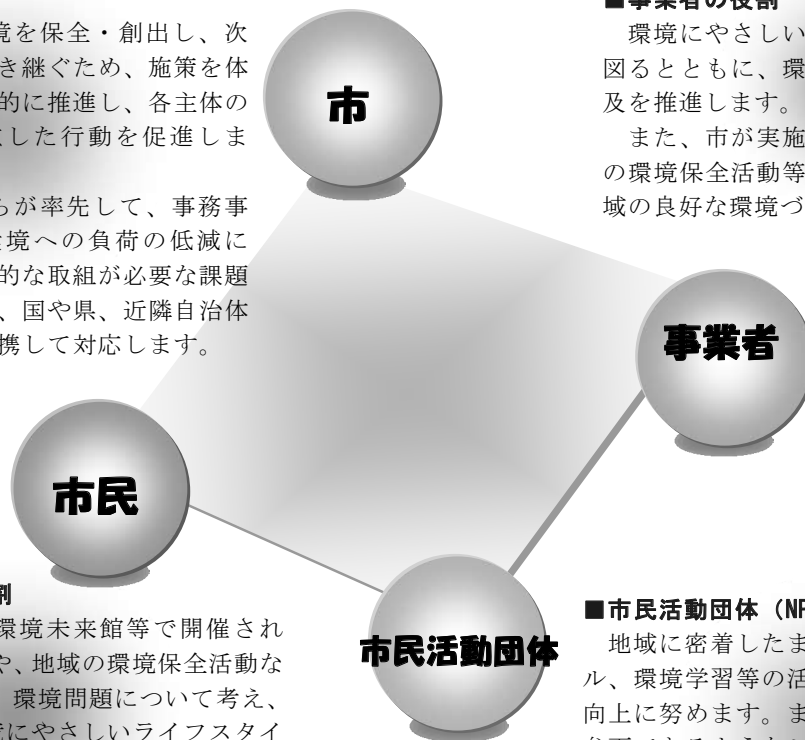 境を保全・創出し、次
き継ぐため、施策を体
的に推進し、各主体の
した行動を促進しま
らが率先して、事務事
環境への負荷の低減に
的な取組が必要な課題
、国や県、近隣自治体
携して対応します。
市
■事業者の役割
環境にやさしい
図るとともに、環
及を推進します。
また、市が実施
の環境保全活動等
域の良好な環境づ
事業者
市民
割
環境未来館等で開催され
や、地域の環境保全活動な
、環境問題について考え、
境にやさしいライフスタイ
市民活動団体
■市民活動団体（NP
地域に密着したま
ル、環境学習等の活
向上に努めます。ま